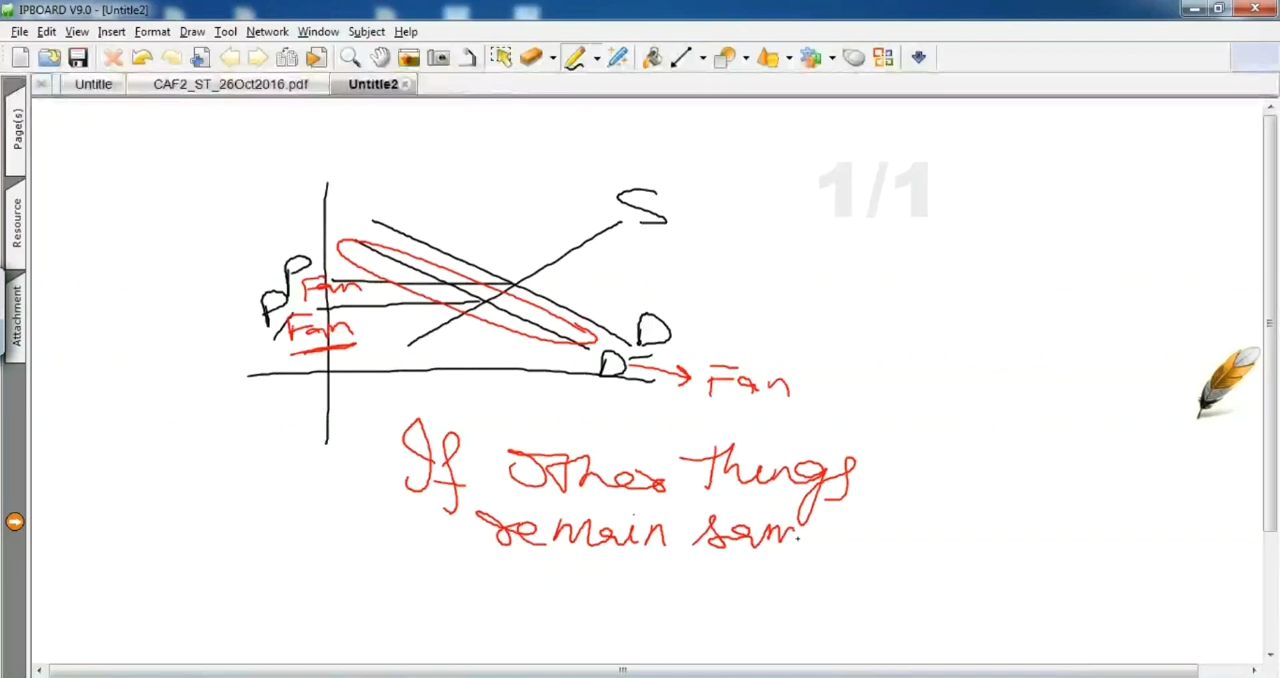 IPBOARD V9.0 - [Untitle2]
File Edit View Insert Format Draw Tool Network Window Subject Help
Untitle CAF2_ST_26Oct2016.pdf Untitle2
Page(s)
Resource
Attachment
1/1
S
P
Fan
P
Fan
D
D
Fan
If other things
remain sam